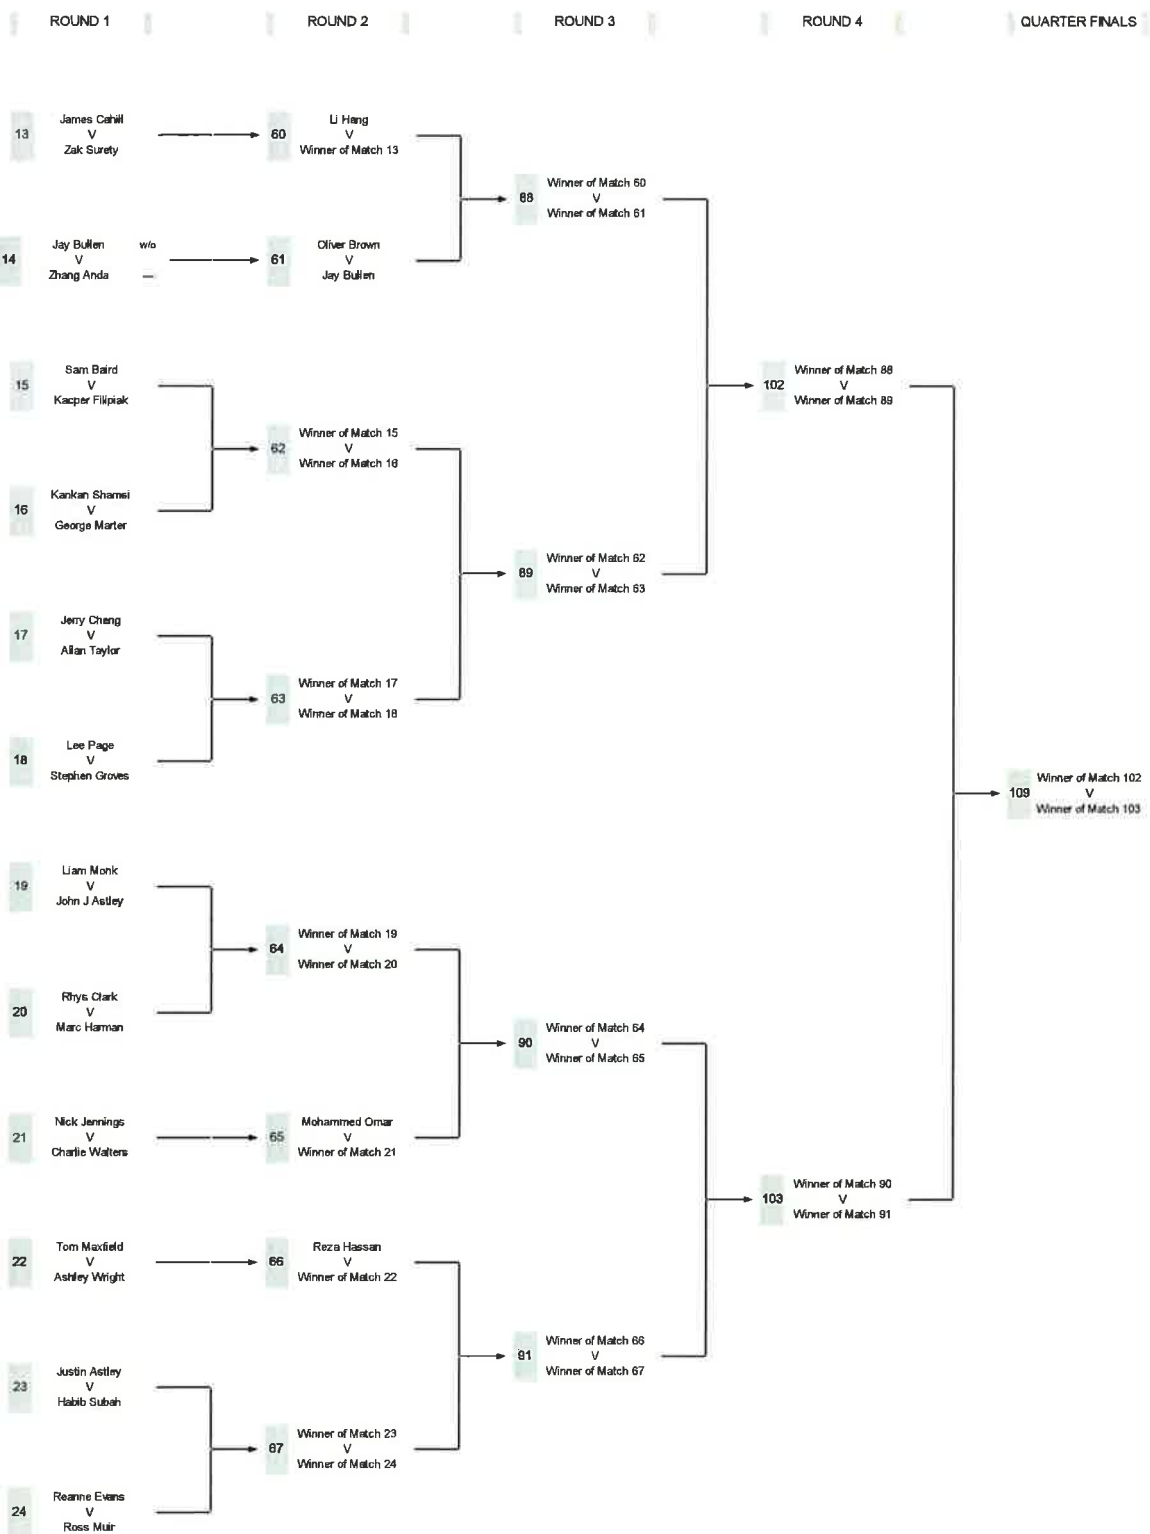 ROUND 1
ROUND 2
ROUND 3
ROUND 4
QUARTER FINALS
13
James Cahill
V
Zak Surety
14
Jay Bullen w/o
V
Zhang Anda —
15
Sam Baird
V
Kacper Filipiak
16
Kankan Shamsi
V
George Marter
17
Jerry Cheng
V
Allan Taylor
18
Lee Page
V
Stephen Groves
19
Liam Monk
V
John J Astley
20
Rhys Clark
V
Marc Harman
21
Nick Jennings
V
Charlie Walters
22
Tom Maxfield
V
Ashley Wright
23
Justin Astley
V
Habib Subah
24
Reanne Evans
V
Ross Muir
60
Li Hang
V
Winner of Match 13
61
Oliver Brown
V
Jay Bullen
62
Winner of Match 15
V
Winner of Match 16
63
Winner of Match 17
V
Winner of Match 18
64
Winner of Match 19
V
Winner of Match 20
65
Mohammed Omar
V
Winner of Match 21
66
Reza Hassan
V
Winner of Match 22
67
Winner of Match 23
V
Winner of Match 24
88
Winner of Match 60
V
Winner of Match 61
89
Winner of Match 62
V
Winner of Match 63
90
Winner of Match 64
V
Winner of Match 65
91
Winner of Match 66
V
Winner of Match 67
102
Winner of Match 88
V
Winner of Match 89
103
Winner of Match 90
V
Winner of Match 91
109
Winner of Match 102
V
Winner of Match 103